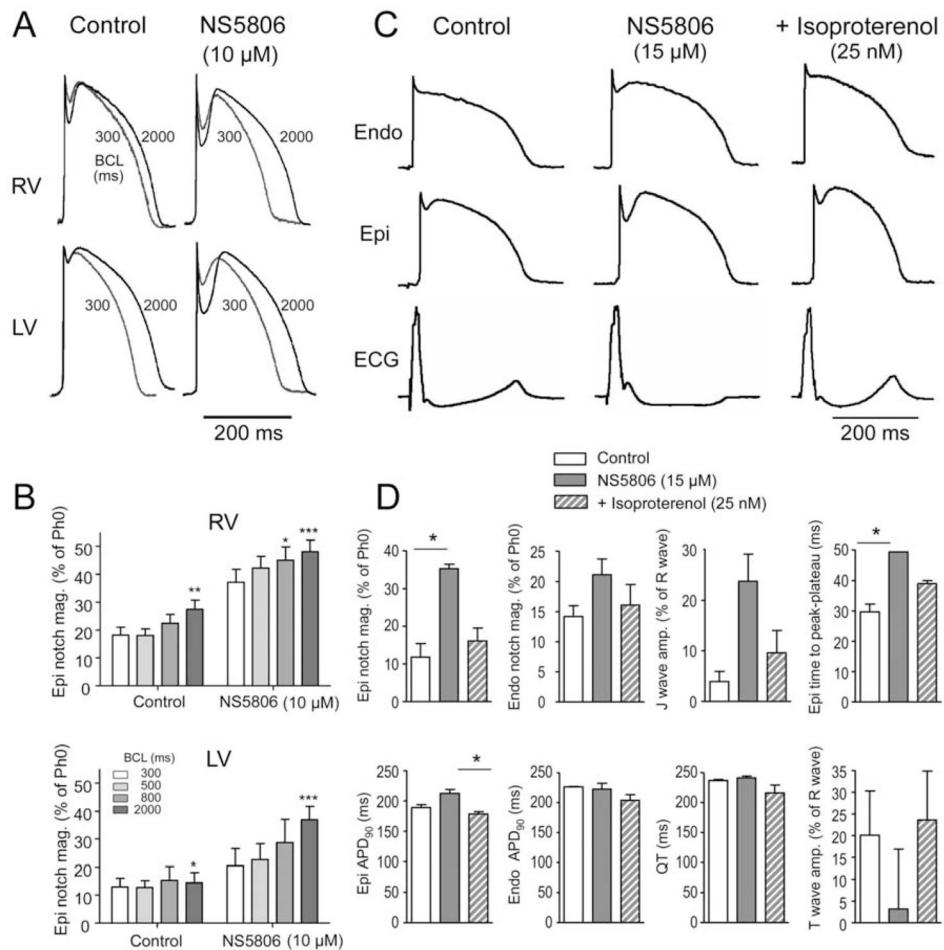 A
Control
NS5806
(10 µM)
RV
300
2000
BCL
(ms)
300
2000
LV
300
2000
300
2000
200 ms
C
Control
NS5806
(15 µM)
+ Isoproterenol
(25 nM)
Endo
Epi
ECG
200 ms
B
RV
Epi notch mag. (% of Ph0)
50
40
30
20
10
0
**
*
***
Control
NS5806 (10 µM)
LV
Epi notch mag. (% of Ph0)
50
40
30
20
10
0
BCL (ms)
300
500
800
2000
*
***
Control
NS5806 (10 µM)
D
Control
NS5806 (15 µM)
+ Isoproterenol (25 nM)
Epi notch mag. (% of Ph0)
40
30
20
10
0
*
Endo notch mag. (% of Ph0)
25
20
15
10
5
0
J wave amp. (% of R wave)
30
20
10
0
Epi time to peak-plateau (ms)
50
40
30
20
10
0
*
Epi APD90 (ms)
250
200
150
100
50
0
*
Endo APD90 (ms)
250
200
150
100
50
0
QT (ms)
250
200
150
100
50
0
T wave amp. (% of R wave)
35
30
25
20
15
10
5
0